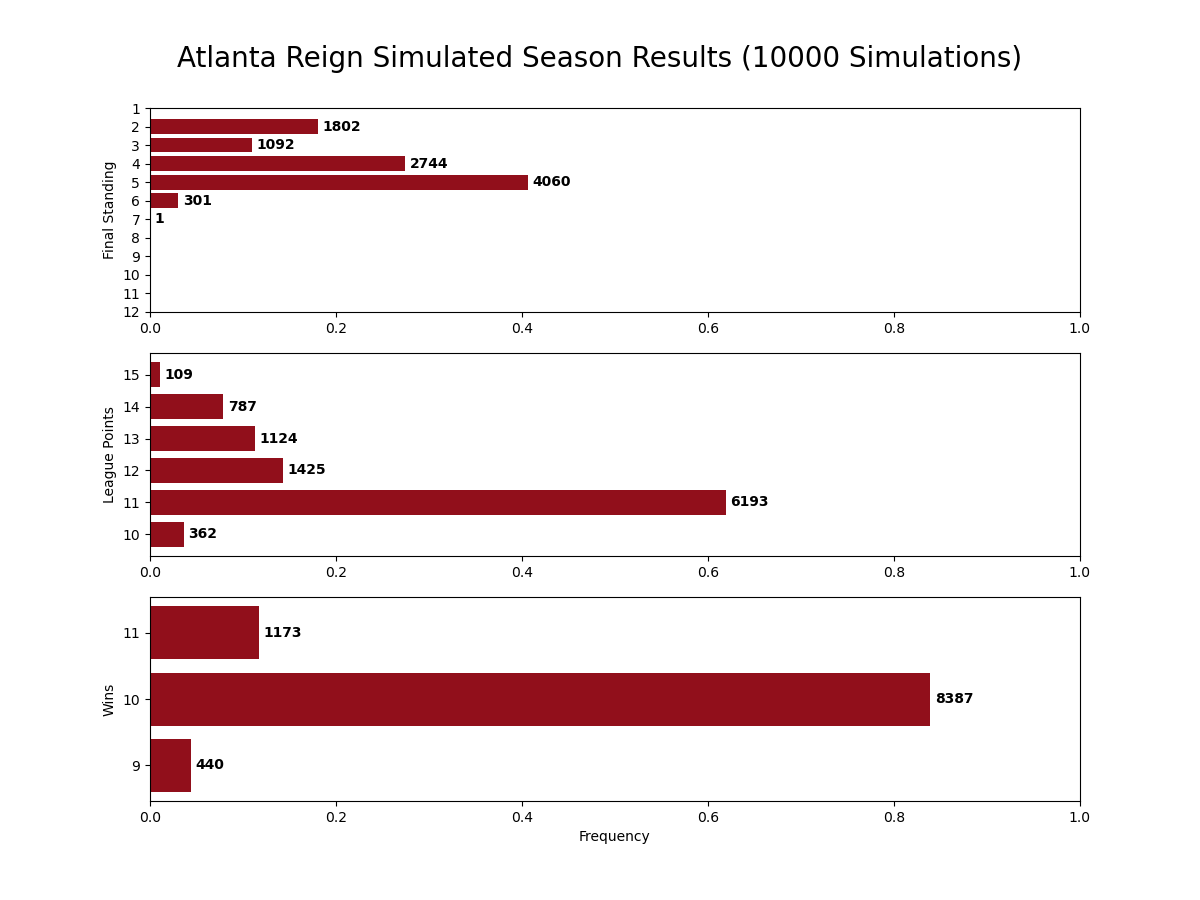 Atlanta Reign Simulated Season Results (10000 Simulations)
Final Standing
1
2 1802
3 1092
4 2744
5 4060
6 301
7 1
8
9
10
11
12
0.0 0.2 0.4 0.6 0.8 1.0
League Points
15 109
14 787
13 1124
12 1425
11 6193
10 362
0.0 0.2 0.4 0.6 0.8 1.0
Wins
11 1173
10 8387
9 440
0.0 0.2 0.4 0.6 0.8 1.0
Frequency